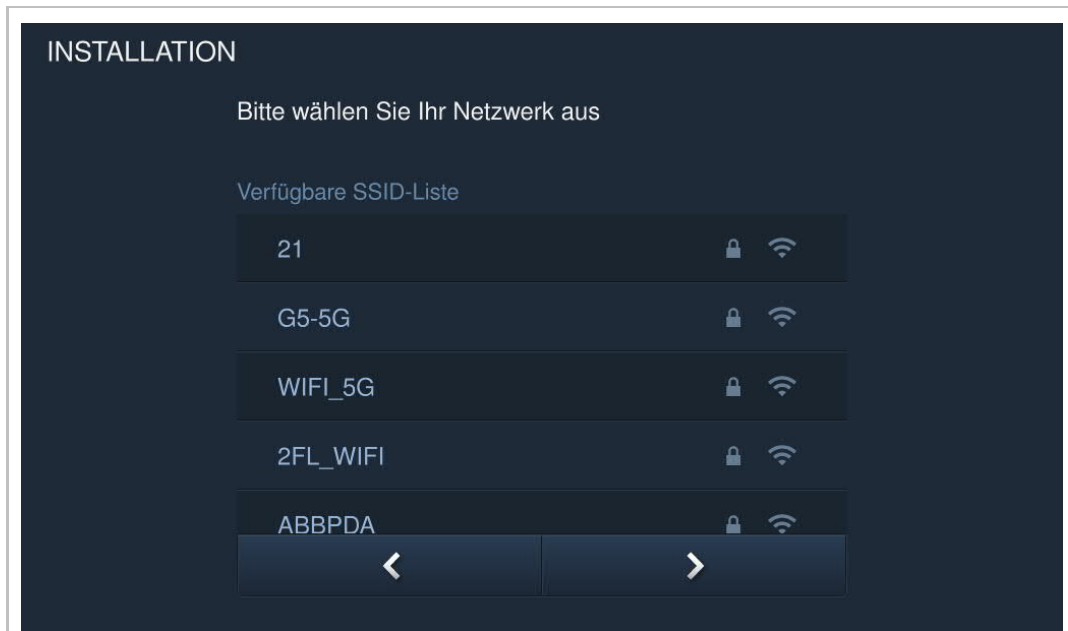 INSTALLATION
Bitte wählen Sie Ihr Netzwerk aus
Verfügbare SSID-Liste
21
G5-5G
WIFI_5G
2FL_WIFI
ABBPDA